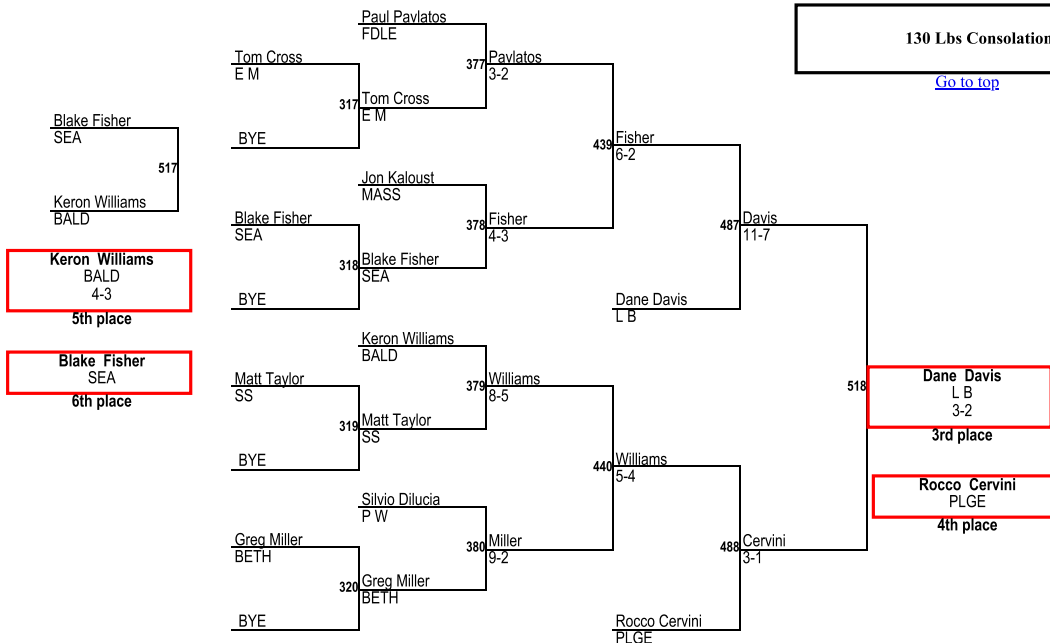 130 Lbs Consolation
Go to top
Paul Pavlatos
FDLE
Tom Cross
E M
377
Pavlatos
3-2
317
Tom Cross
E M
BYE
Blake Fisher
SEA
517
Keron Williams
BALD
439
Fisher
6-2
Jon Kaloust
MASS
Blake Fisher
SEA
378
Fisher
4-3
318
Blake Fisher
SEA
BYE
487
Davis
11-7
Dane Davis
L B
Keron Williams
BALD
4-3
5th place
Blake Fisher
SEA
6th place
Keron Williams
BALD
Matt Taylor
SS
379
Williams
8-5
319
Matt Taylor
SS
BYE
518
Dane Davis
L B
3-2
3rd place
440
Williams
5-4
Rocco Cervini
PLGE
4th place
Silvio Dilucia
P W
Greg Miller
BETH
380
Miller
9-2
488
Cervini
3-1
320
Greg Miller
BETH
BYE
Rocco Cervini
PLGE